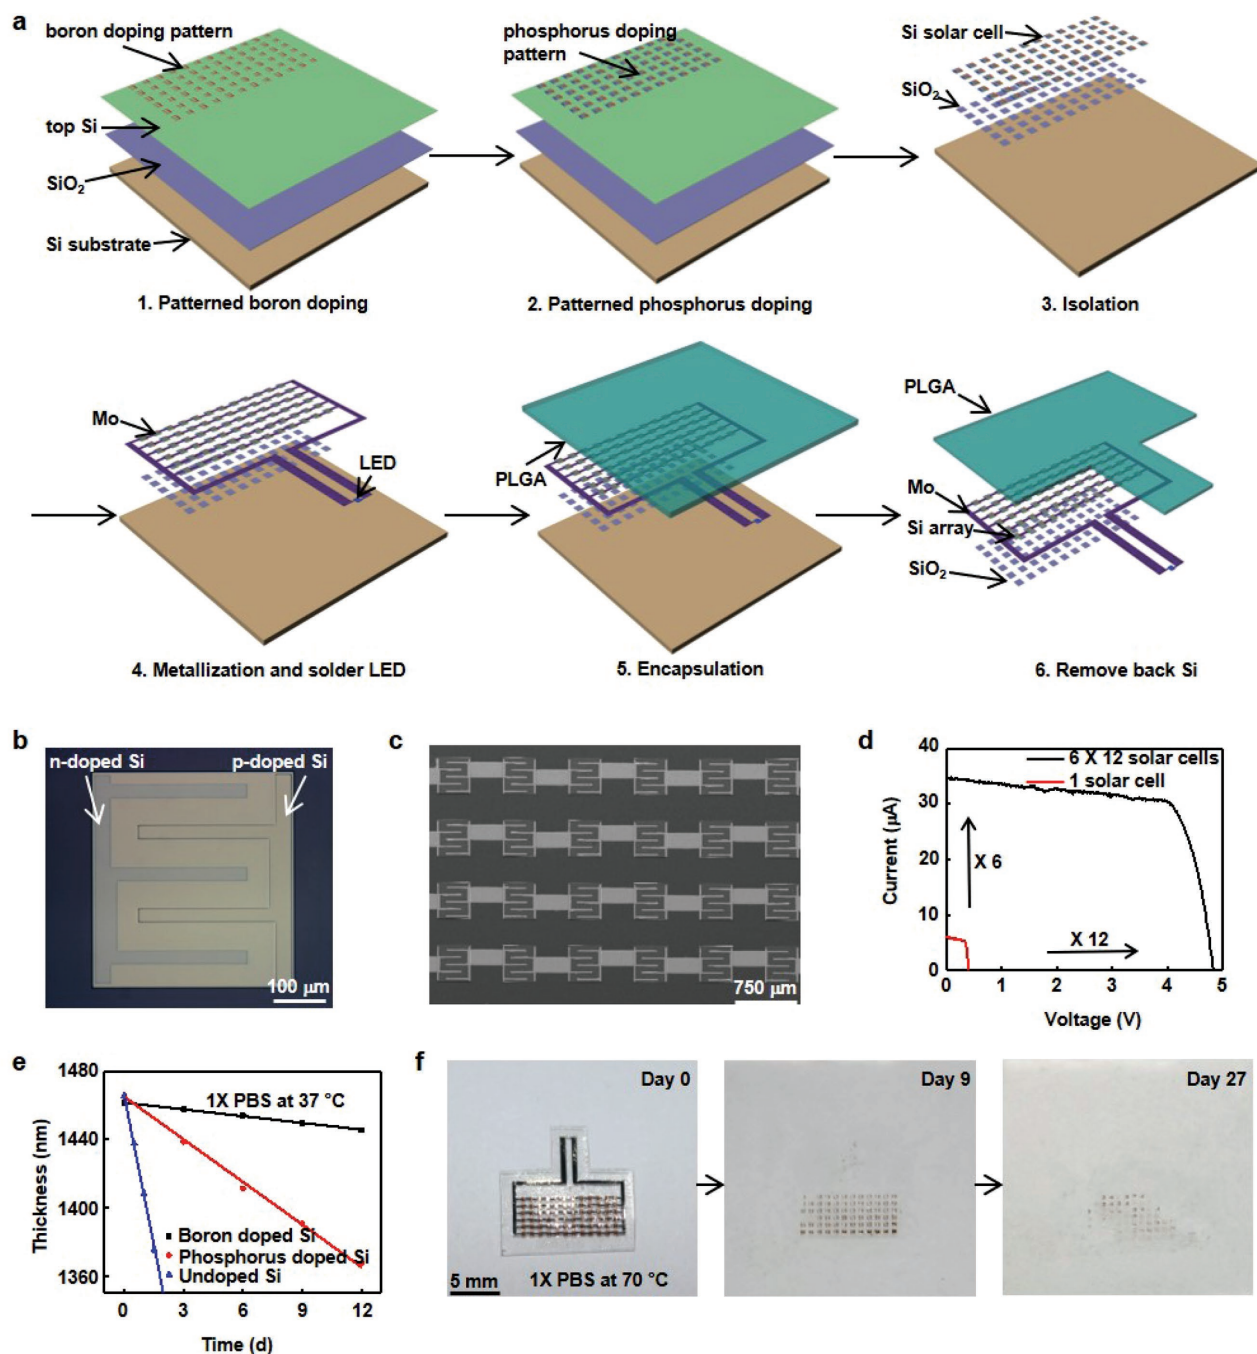 a
boron doping pattern
top Si
SiO₂
Si substrate
1. Patterned boron doping
phosphorus doping
pattern
2. Patterned phosphorus doping
Si solar cell
SiO₂
3. Isolation
Mo
LED
4. Metallization and solder LED
PLGA
5. Encapsulation
PLGA
Mo
Si array
SiO₂
6. Remove back Si
b
n-doped Si
p-doped Si
100 μm
c
750 μm
d
40
30
20
10
0
Current (μA)
6 X 12 solar cells
1 solar cell
X 6
X 12
0 1 2 3 4 5
Voltage (V)
e
1480
1440
1400
1360
Thickness (nm)
1X PBS at 37 °C
Boron doped Si
Phosphorus doped Si
Undoped Si
0 3 6 9 12
Time (d)
f
Day 0
5 mm
1X PBS at 70 °C
Day 9
Day 27